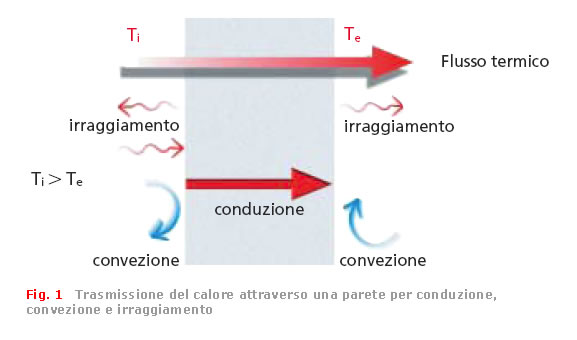 Ti
Te
Flusso termico
irraggiamento
irraggiamento
Ti > Te
conduzione
convezione
convezione
Fig. 1 Trasmissione del calore attraverso una parete per conduzione,
convezione e irraggiamento